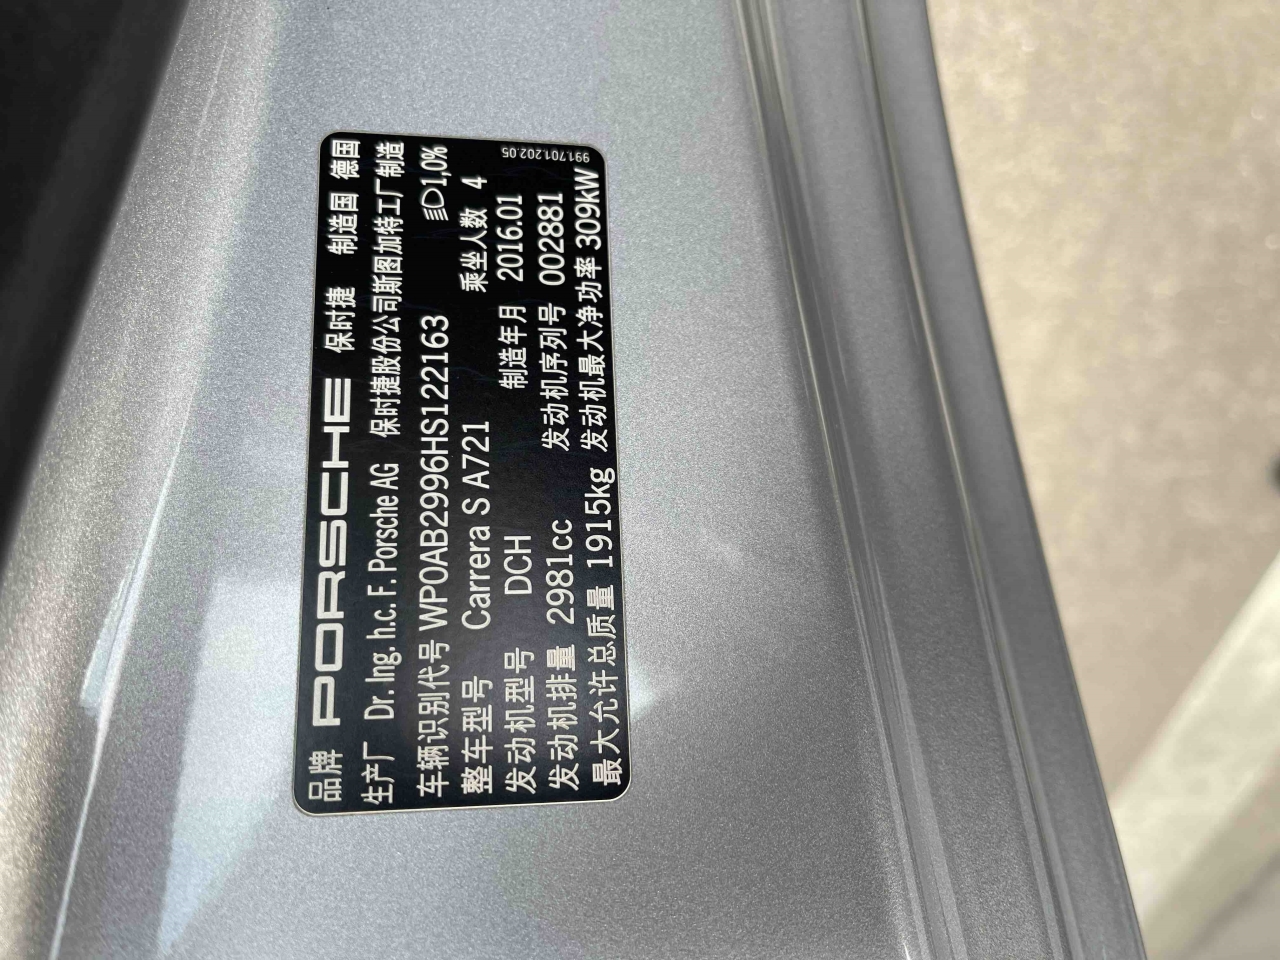 品牌 PORSCHE 保时捷 制造国 德国
生产厂 Dr. Ing. h.c. F. Porsche AG 保时捷股份公司斯图加特工厂制造
车辆识别代号 WP0AB2996HS122163 1,0%
整车型号 Carrera S A721 乘坐人数 4
发动机型号 DCH 制造年月 2016.01
发动机排量 2981cc 发动机序列号 002881
最大允许总质量 1915kg 发动机最大净功率 309kW
991.701.202.05